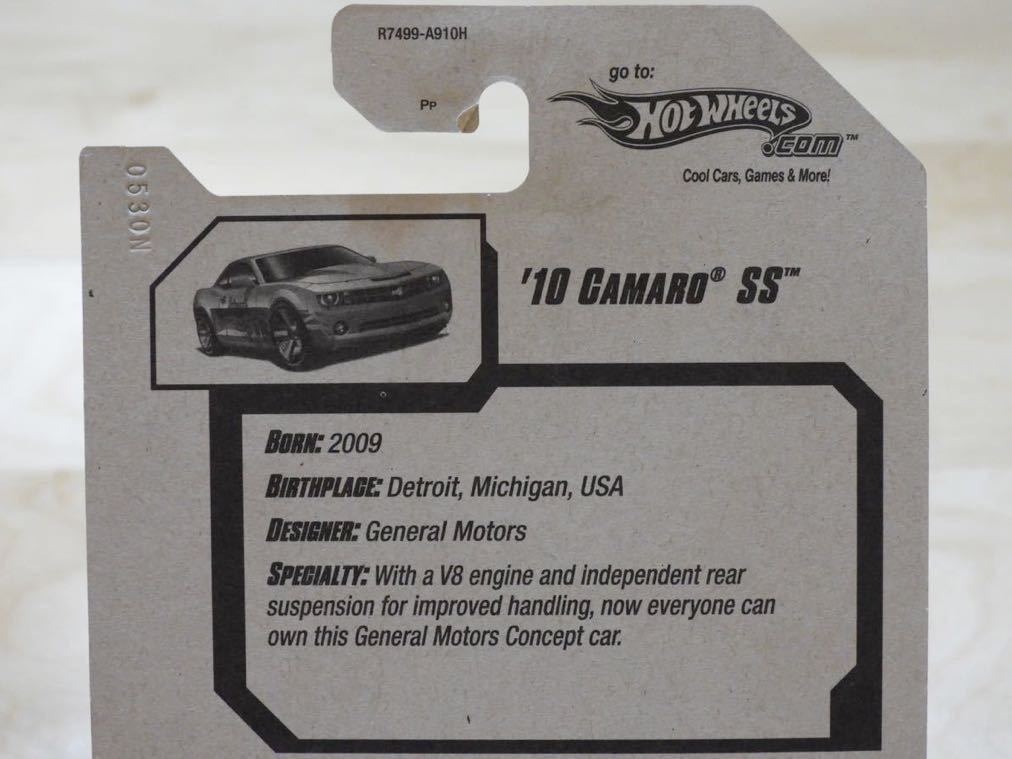 R7499-A910H
PP
go to:
HOT WHEELS
.COM™
Cool Cars, Games & More!
0530N
'10 CAMARO® SS™
BORN: 2009
BIRTHPLACE: Detroit, Michigan, USA
DESIGNER: General Motors
SPECIALTY: With a V8 engine and independent rear
suspension for improved handling, now everyone can
own this General Motors Concept car.